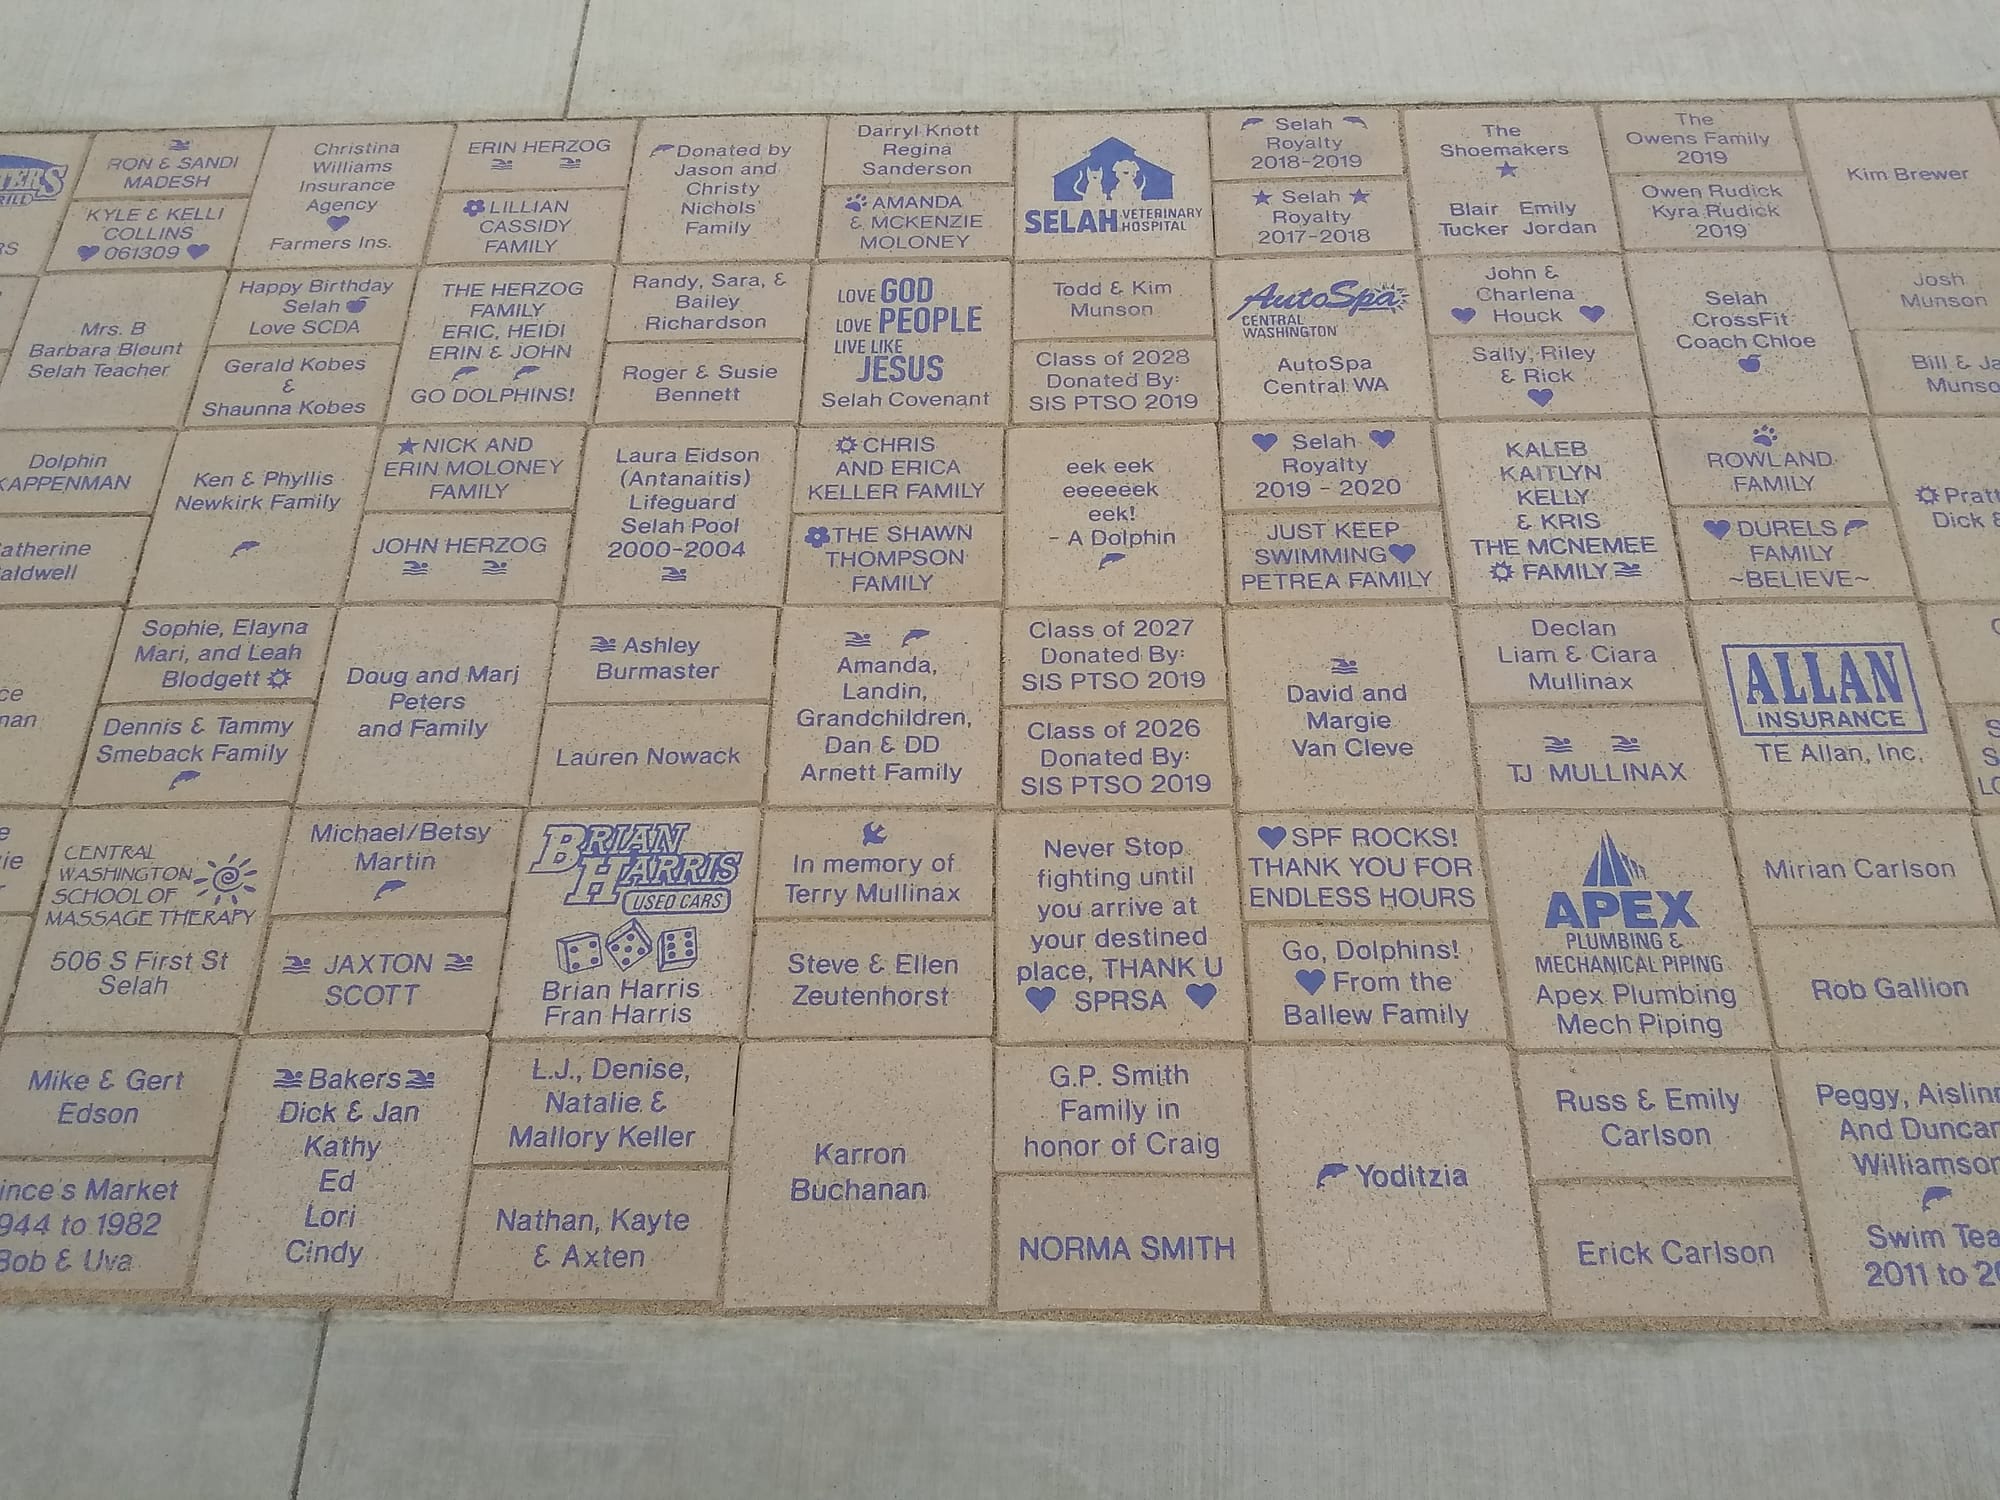 RON & SANDI
MADESH
KYLE & KELLI
COLLINS
061309
Christina
Williams
Insurance
Agency
Farmers Ins.
ERIN HERZOG
LILLIAN
CASSIDY
FAMILY
Donated by
Jason and
Christy
Nichols
Family
Darryl Knott
Regina
Sanderson
AMANDA
& MCKENZIE
MOLONEY
SELAH VETERINARY
HOSPITAL
Selah
Royalty
2018-2019
Selah
Royalty
2017-2018
The
Shoemakers
Blair Emily
Tucker Jordan
The
Owens Family
2019
Owen Rudick
Kyra Rudick
2019
Kim Brewer
Mrs. B
Barbara Blount
Selah Teacher
Happy Birthday
Selah
Love SCDA
Gerald Kobes
&
Shaunna Kobes
THE HERZOG
FAMILY
ERIC, HEIDI
ERIN & JOHN
GO DOLPHINS!
Randy, Sara, &
Bailey
Richardson
Roger & Susie
Bennett
LOVE GOD
LOVE PEOPLE
LIVE LIKE
JESUS
Selah Covenant
Todd & Kim
Munson
Class of 2028
Donated By:
SIS PTSO 2019
AutoSpa
CENTRAL
WASHINGTON
AutoSpa
Central WA
John &
Charlena
Houck
Sally, Riley
& Rick
Selah
CrossFit
Coach Chloe
Josh
Munson
Bill &
Dolphin
KAPPENMAN
Ken & Phyllis
Newkirk Family
NICK AND
ERIN MOLONEY
FAMILY
JOHN HERZOG
Laura Eidson
(Antanaitis)
Lifeguard
Selah Pool
2000-2004
CHRIS
AND ERICA
KELLER FAMILY
THE SHAWN
THOMPSON
FAMILY
eek eek
eeeeeek
eek!
- A Dolphin
Selah
Royalty
2019 - 2020
JUST KEEP
SWIMMING
PETREA FAMILY
KALEB
KAITLYN
KELLY
& KRIS
THE MCNEMEE
FAMILY
ROWLAND
FAMILY
DURELS
FAMILY
~BELIEVE~
Dick &
Sophie, Elayna
Mari, and Leah
Blodgett
Dennis & Tammy
Smeback Family
Doug and Marj
Peters
and Family
Ashley
Burmaster
Lauren Nowack
Amanda,
Landin,
Grandchildren,
Dan & DD
Arnett Family
Class of 2027
Donated By:
SIS PTSO 2019
Class of 2026
Donated By:
SIS PTSO 2019
David and
Margie
Van Cleve
Declan
Liam & Ciara
Mullinax
TJ MULLINAX
ALLAN
INSURANCE
TE Allan, Inc.
CENTRAL
WASHINGTON
SCHOOL OF
MASSAGE THERAPY
506 S First St
Selah
Michael/Betsy
Martin
JAXTON
SCOTT
BRIAN
HARRIS
USED CARS
Brian Harris
Fran Harris
In memory of
Terry Mullinax
Steve & Ellen
Zeutenhorst
Never Stop
fighting until
you arrive at
your destined
place, THANK U
SPRSA
SPF ROCKS!
THANK YOU FOR
ENDLESS HOURS
Go, Dolphins!
From the
Ballew Family
APEX
PLUMBING &
MECHANICAL PIPING
Apex Plumbing
Mech Piping
Mirian Carlson
Rob Gallion
Mike & Gert
Edson
Market
to 1982
Bob & Uva
Bakers
Dick & Jan
Kathy
Ed
Lori
Cindy
L.J., Denise,
Natalie &
Mallory Keller
Nathan, Kayte
& Axten
Karron
Buchanan
G.P. Smith
Family in
honor of Craig
NORMA SMITH
Yoditzia
Russ & Emily
Carlson
Erick Carlson
Peggy,
And Duncan
Williamson
Swim
2011 to